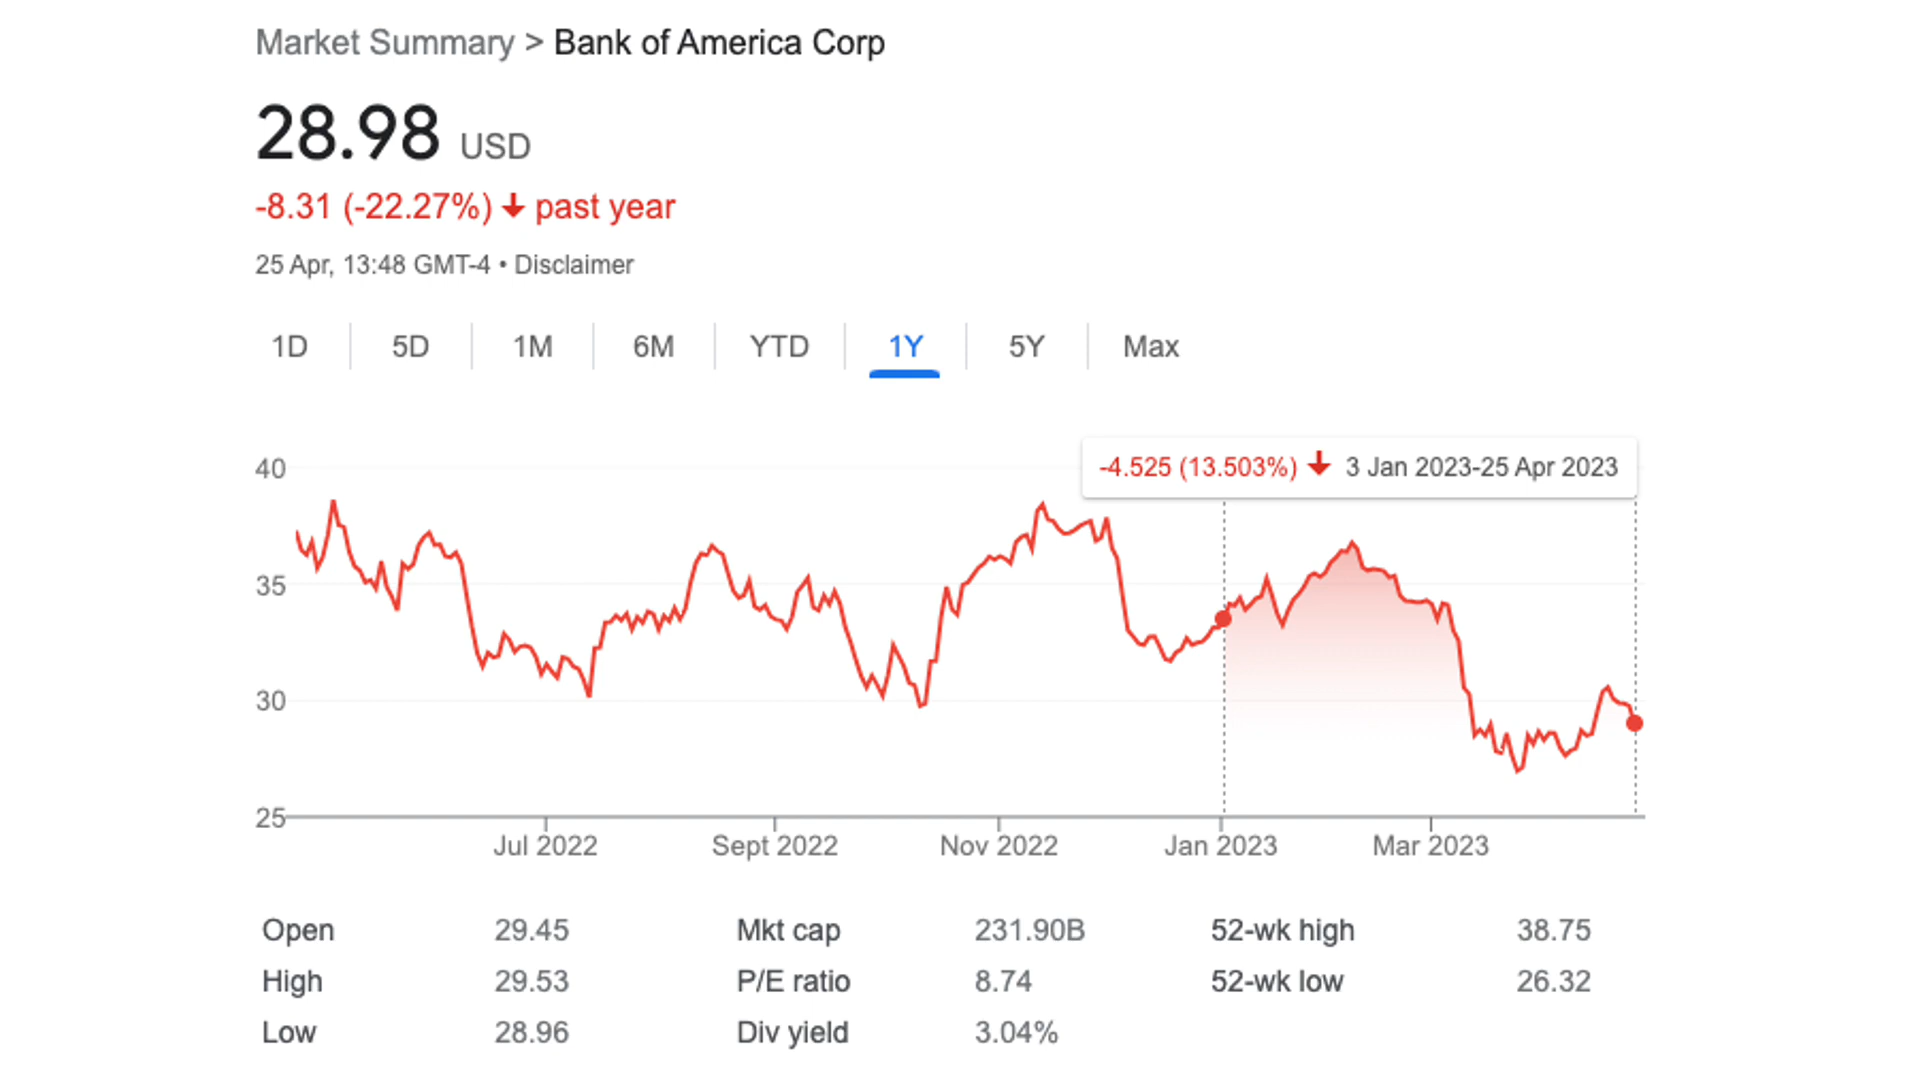 Market Summary > Bank of America Corp
28.98 USD
-8.31 (-22.27%) ↓ past year
25 Apr, 13:48 GMT-4 • Disclaimer
1D 5D 1M 6M YTD 1Y 5Y Max
-4.525 (13.503%) ↓ 3 Jan 2023-25 Apr 2023
40
35
30
25
Jul 2022 Sept 2022 Nov 2022 Jan 2023 Mar 2023
Open 29.45 Mkt cap 231.90B 52-wk high 38.75
High 29.53 P/E ratio 8.74 52-wk low 26.32
Low 28.96 Div yield 3.04%